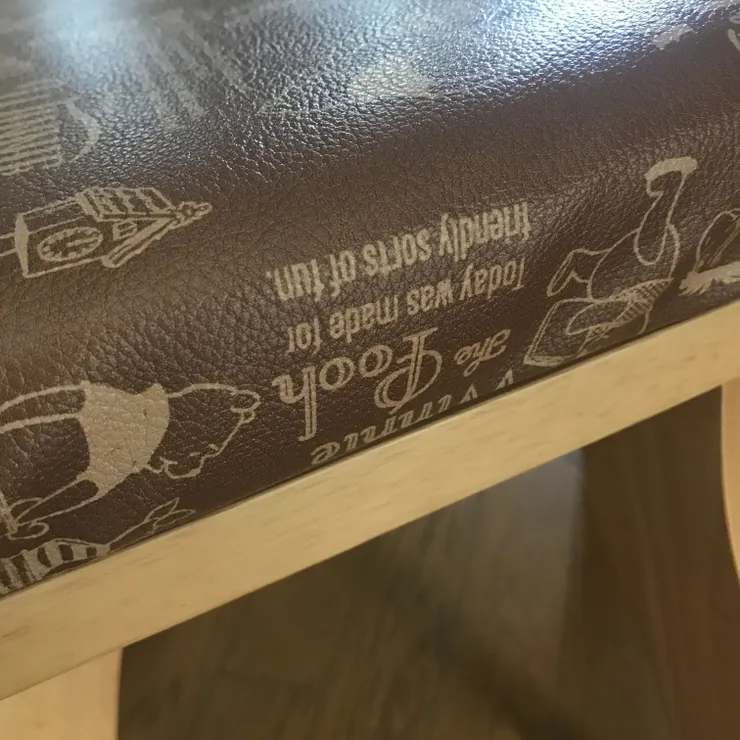 Winnie
the Pooh
Today was made for
friendly sorts of fun.